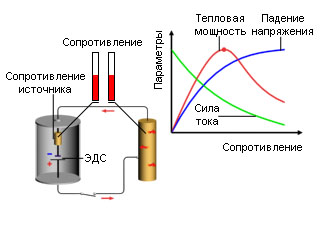 Сопротивление
Сопротивление
источника
ЭДС
Тепловая
мощность
Падение
напряжения
Параметры
Сила
тока
Сопротивление